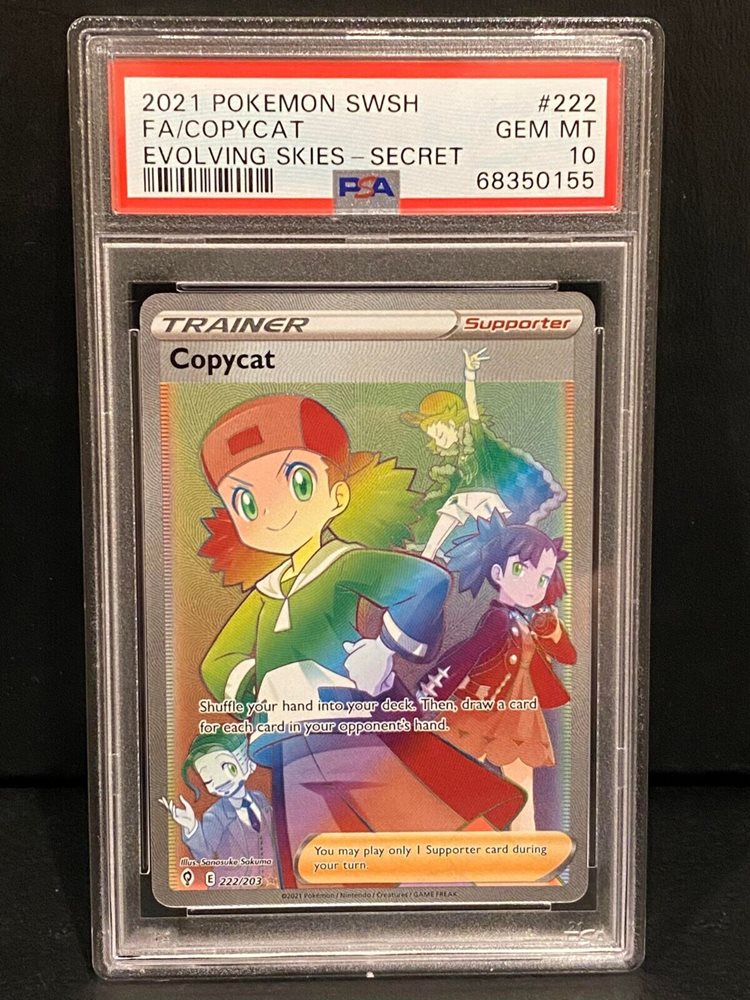 2021 POKEMON SWSH #222
FA/COPYCAT GEM MT
EVOLVING SKIES – SECRET 10
PSA 68350155
TRAINER Supporter
Copycat
Shuffle your hand into your deck. Then, draw a card
for each card in your opponent's hand.
You may play only 1 Supporter card during
your turn.
Illus. Sanosuke Sakuma
E 222/203
©2021 Pokémon / Nintendo / Creatures / GAME FREAK